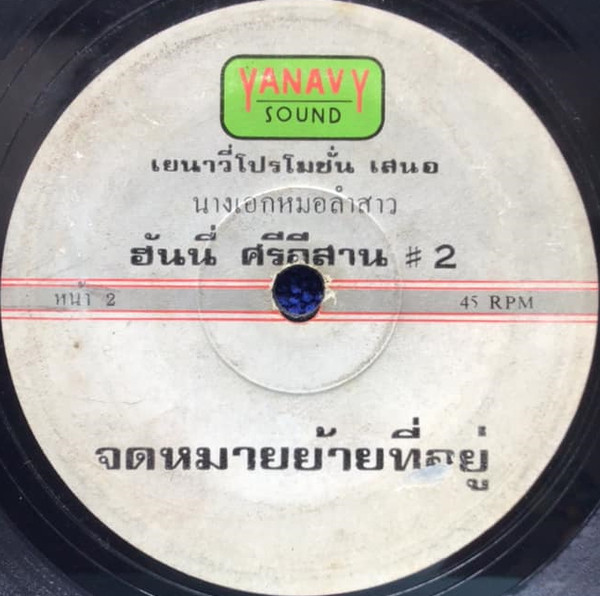 YANAVY
SOUND
เยนาวี่โปรโมชั่น เสนอ
นางเอกหมอลำสาว
ฮันนี่ ศรีอีสาน # 2
หน้า 2
45 RPM
จดหมายย้ายที่อยู่